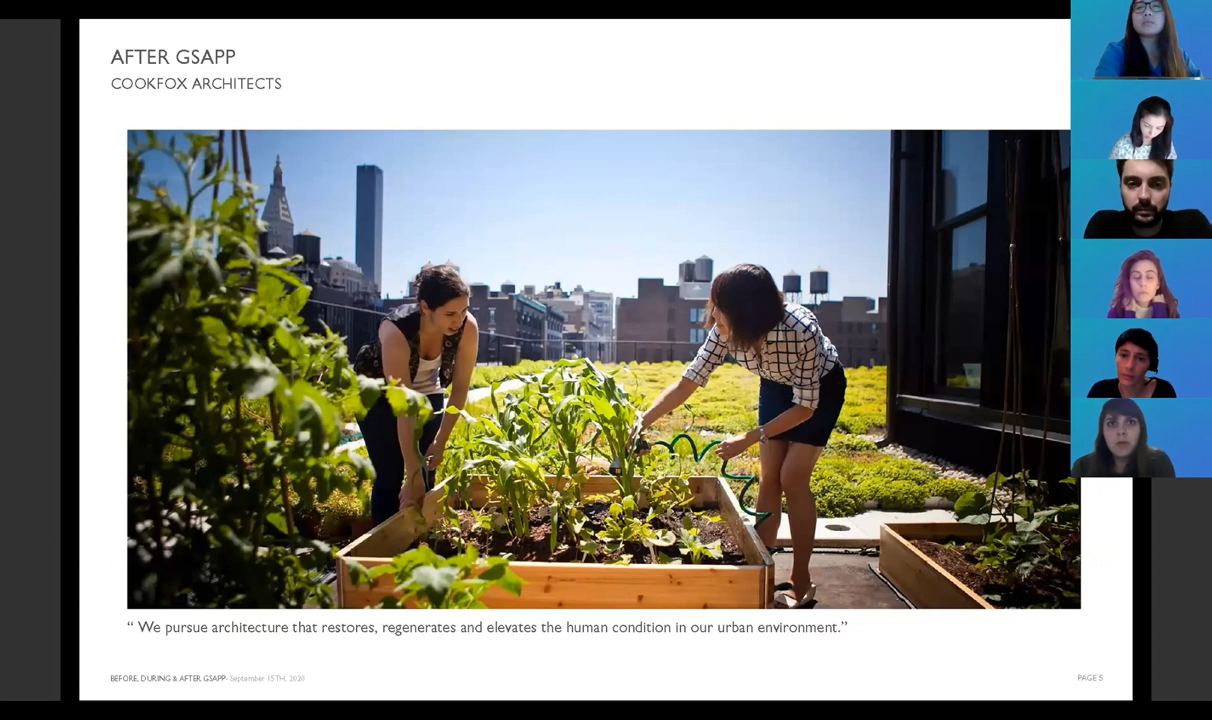 AFTER GSAPP
COOKFOX ARCHITECTS
“ We pursue architecture that restores, regenerates and elevates the human condition in our urban environment.”
BEFORE, DURING & AFTER GSAPP- September 15TH, 2020
PAGE 5